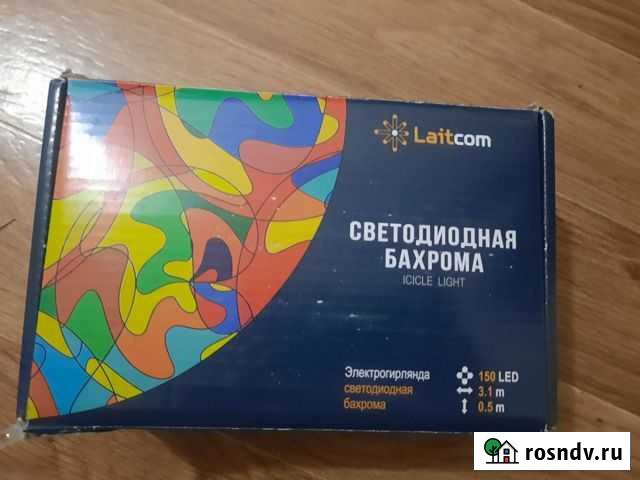 Laitcom
СВЕТОДИОДНАЯ
БАХРОМА
ICICLE LIGHT
Электрогирлянда
светодиодная
бахрома
150 LED
3.1 m
0.5 m
rosndv.ru